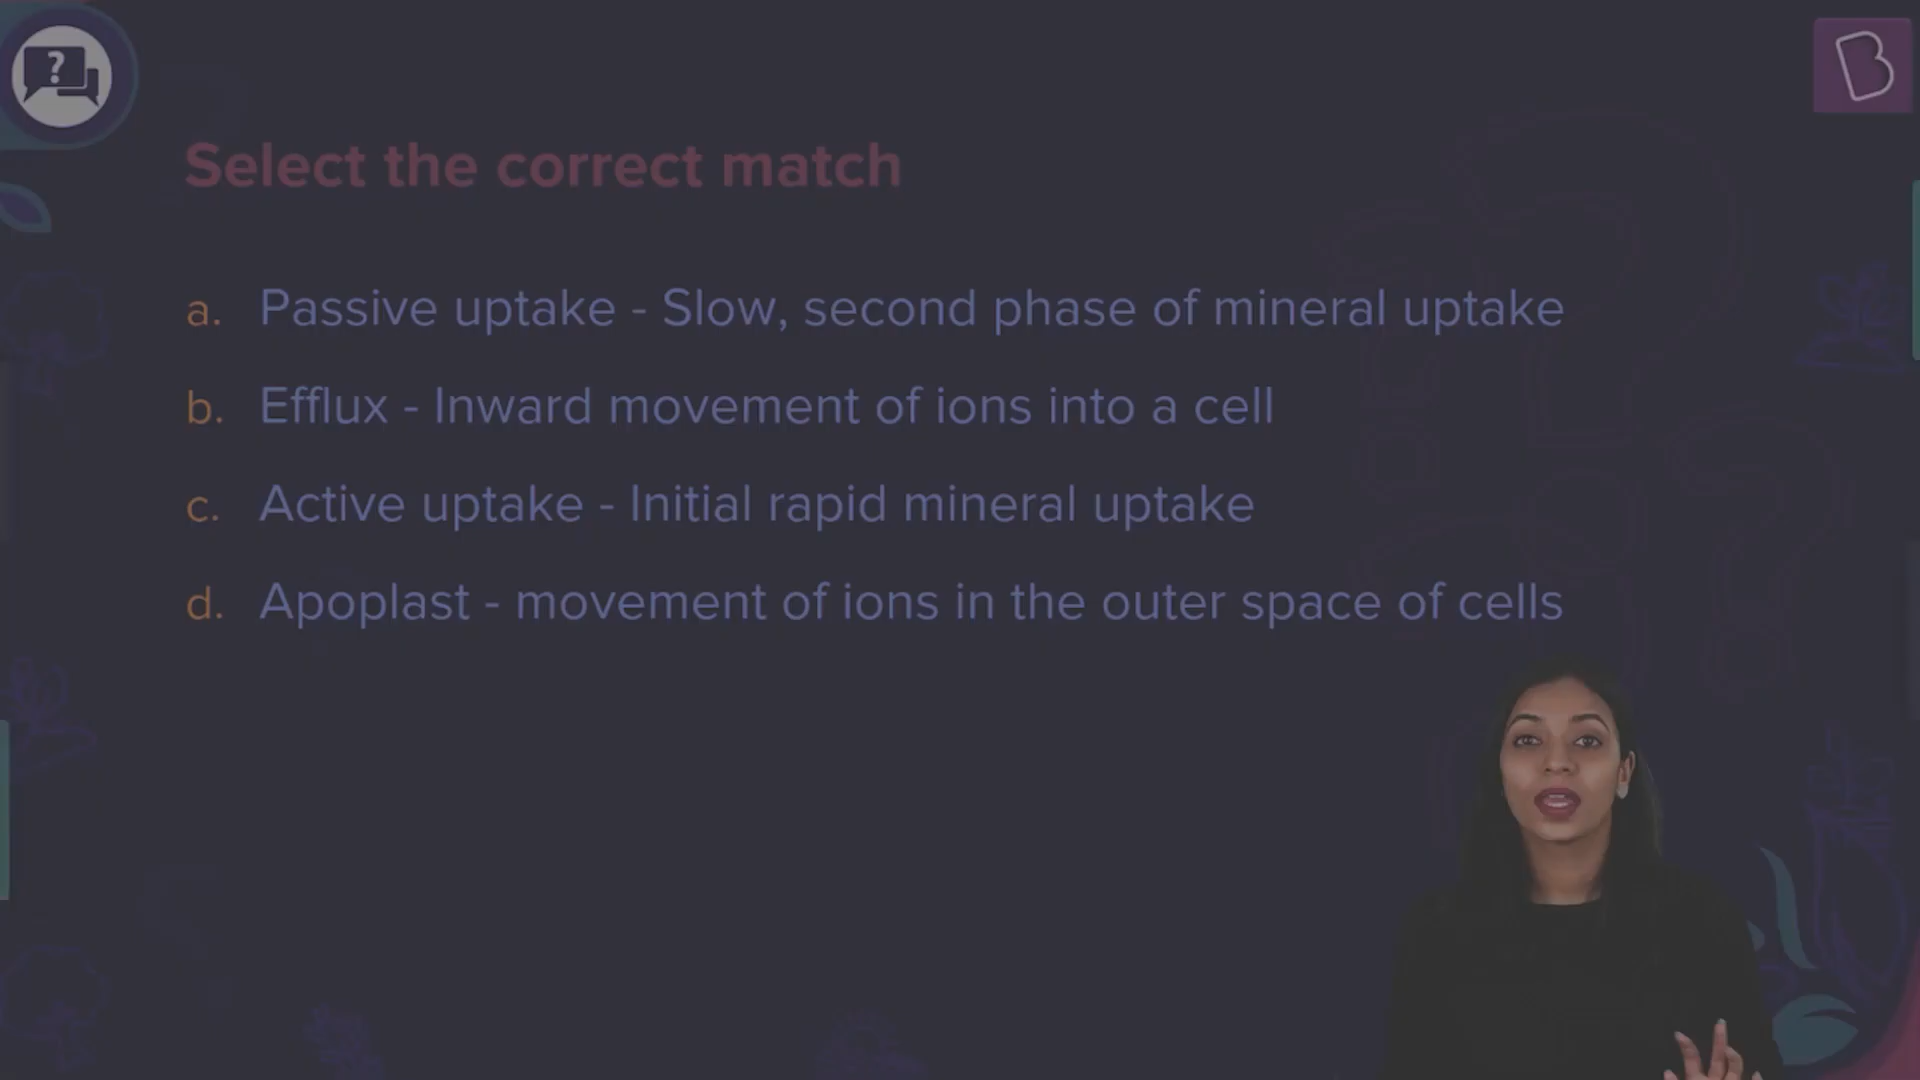 ?
B
Select the correct match
a. Passive uptake - Slow, second phase of mineral uptake
b. Efflux - Inward movement of ions into a cell
c. Active uptake - Initial rapid mineral uptake
d. Apoplast - movement of ions in the outer space of cells